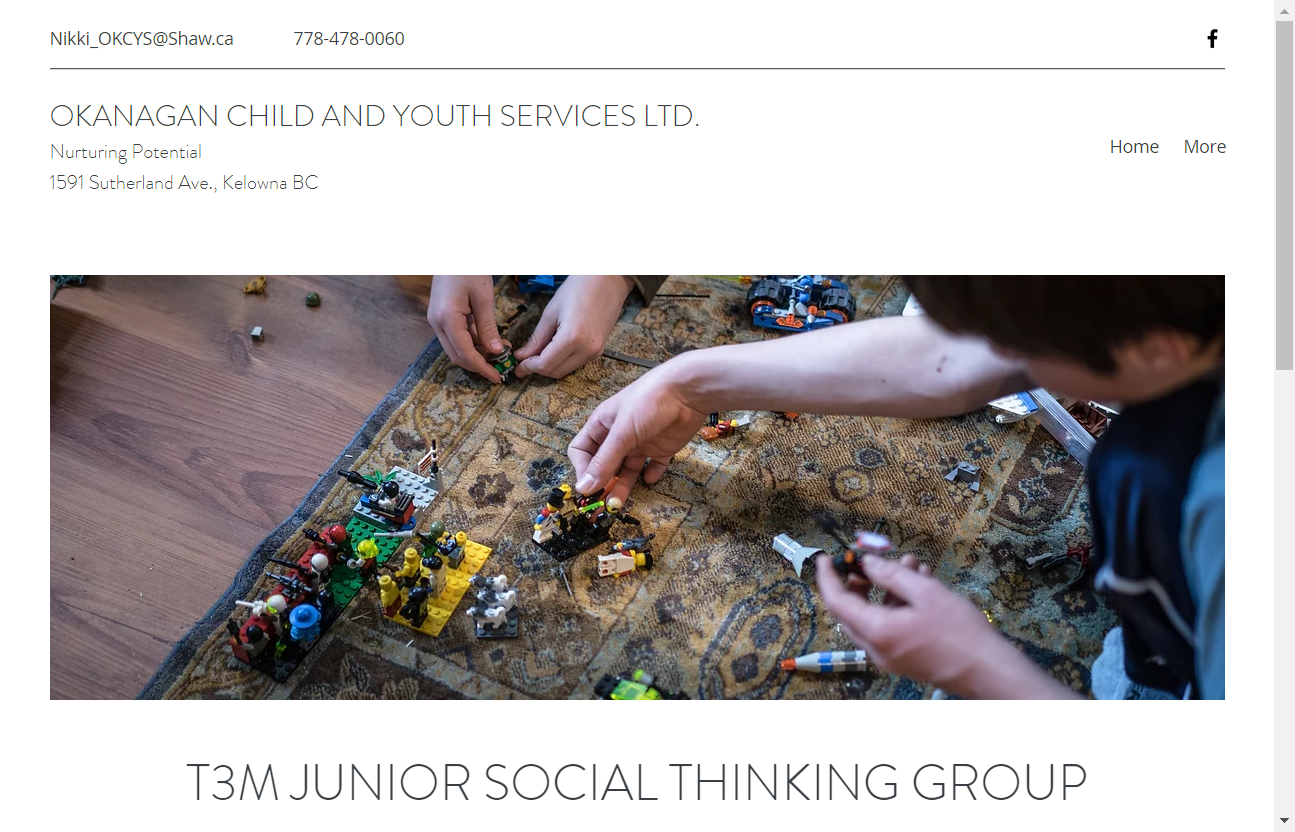 Nikki_OKCYS@Shaw.ca 778-478-0060
OKANAGAN CHILD AND YOUTH SERVICES LTD.
Nurturing Potential
1591 Sutherland Ave., Kelowna BC
Home More
T3M JUNIOR SOCIAL THINKING GROUP